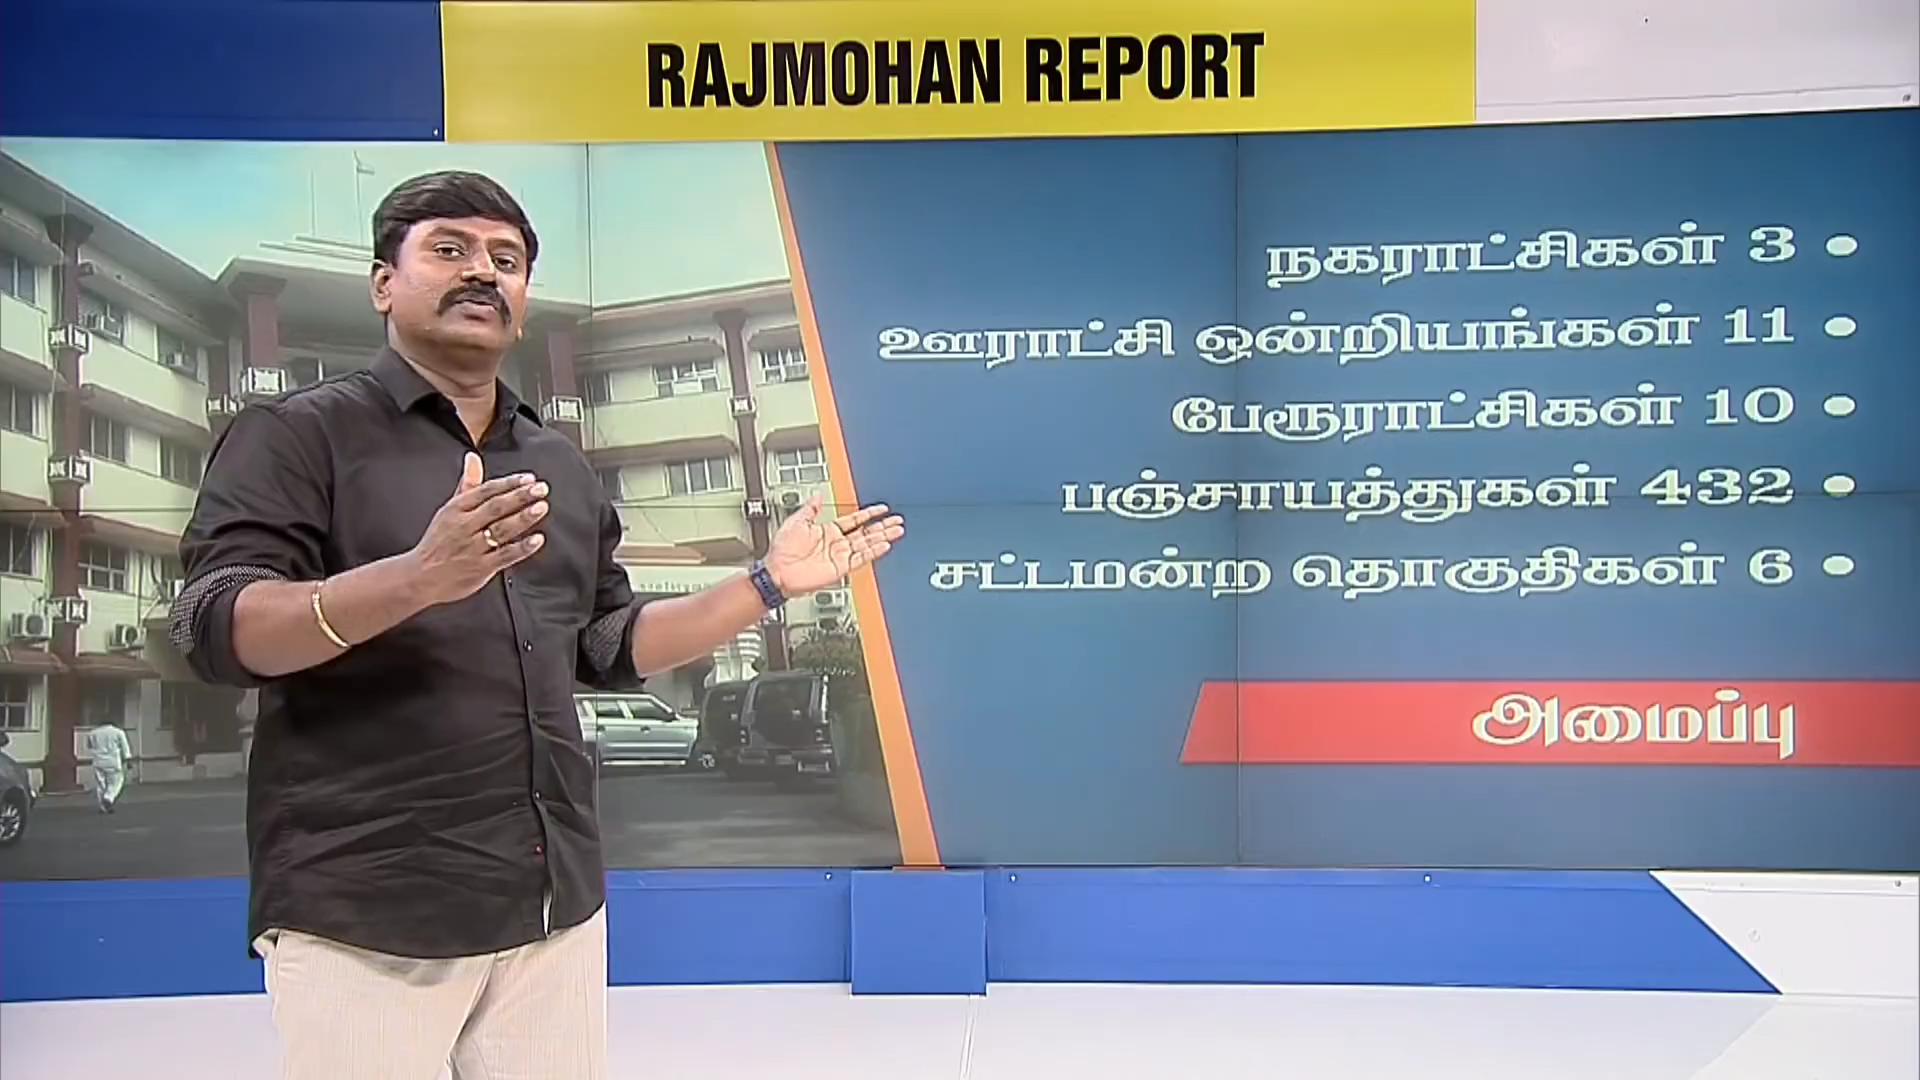 RAJMOHAN REPORT
நகராட்சிகள் 3 •
ஊராட்சி ஒன்றியங்கள் 11 •
பேரூராட்சிகள் 10 •
பஞ்சாயத்துகள் 432 •
சட்டமன்ற தொகுதிகள் 6 •
அமைப்பு